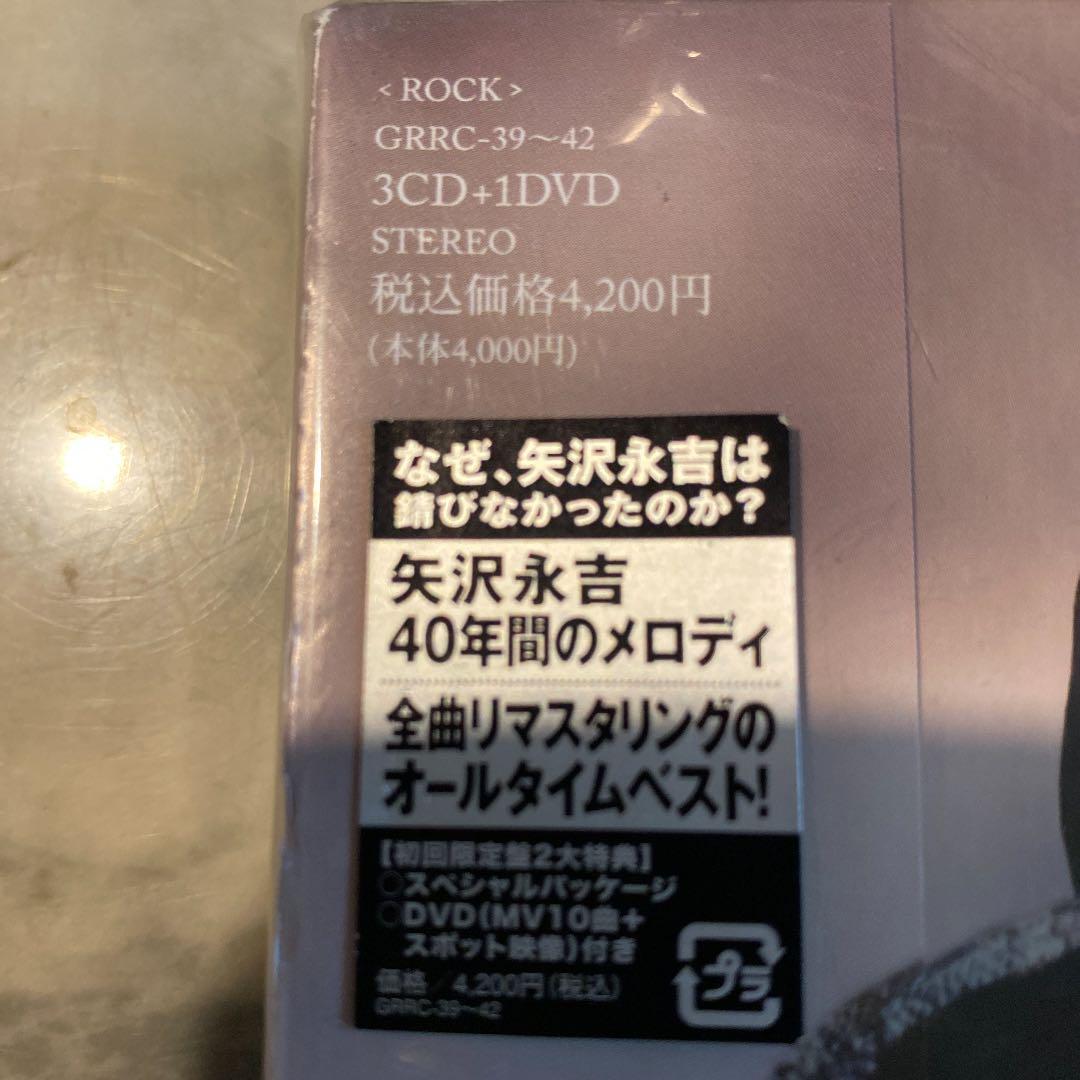 <ROCK>
GRRC-39〜42
3CD+1DVD
STEREO
税込価格4,200円
(本体4,000円)
なぜ、矢沢永吉は
錆びなかったのか?
矢沢永吉
40年間のメロディ
全曲リマスタリングの
オールタイムベスト!
【初回限定盤2大特典】
○スペシャルパッケージ
○DVD(MV10曲+
スポット映像)付き
価格/4,200円(税込)
GRRC-39〜42
プラ